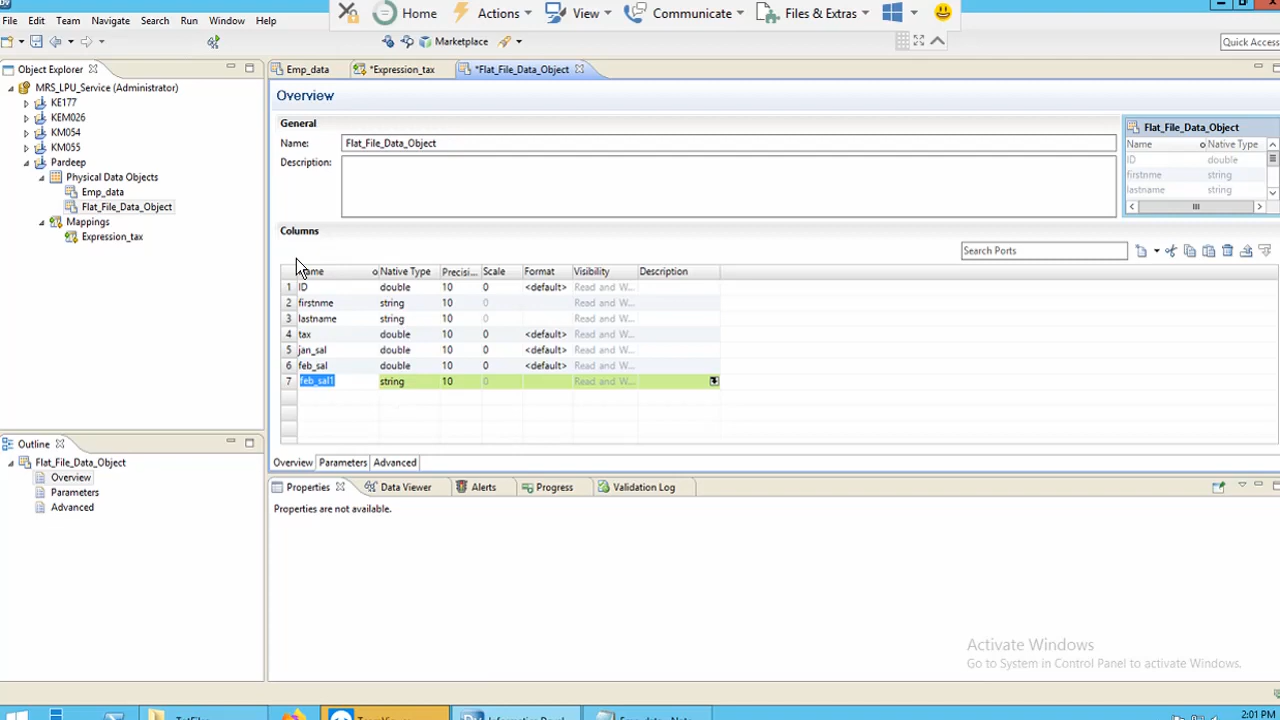 Home Actions View Communicate Files & Extras
File Edit Team Navigate Search Run Window Help
Marketplace
Quick Access
Object Explorer
Emp_data *Expression_tax *Flat_File_Data_Object
MRS_LPU_Service (Administrator)
KE177
KEM026
KM054
KM055
Pardeep
Physical Data Objects
Emp_data
Flat_File_Data_Object
Mappings
Expression_tax
Overview
General
Name: Flat_File_Data_Object
Description:
Flat_File_Data_Object
Name Native Type
ID double
firstnme string
lastname string
Columns
Search Ports
Native Type Precisi... Scale Format Visibility Description
1 ID double 10 0 <default> Read and W...
2 firstnme string 10 0 Read and W...
3 lastname string 10 0 Read and W...
4 tax double 10 0 <default> Read and W...
5 jan_sal double 10 0 <default> Read and W...
6 feb_sal double 10 0 <default> Read and W...
7 feb_sal1 string 10 0 Read and W...
Overview Parameters Advanced
Outline
Flat_File_Data_Object
Overview
Parameters
Advanced
Properties Data Viewer Alerts Progress Validation Log
Properties are not available.
Activate Windows
Go to System in Control Panel to activate Windows.
2:01 PM